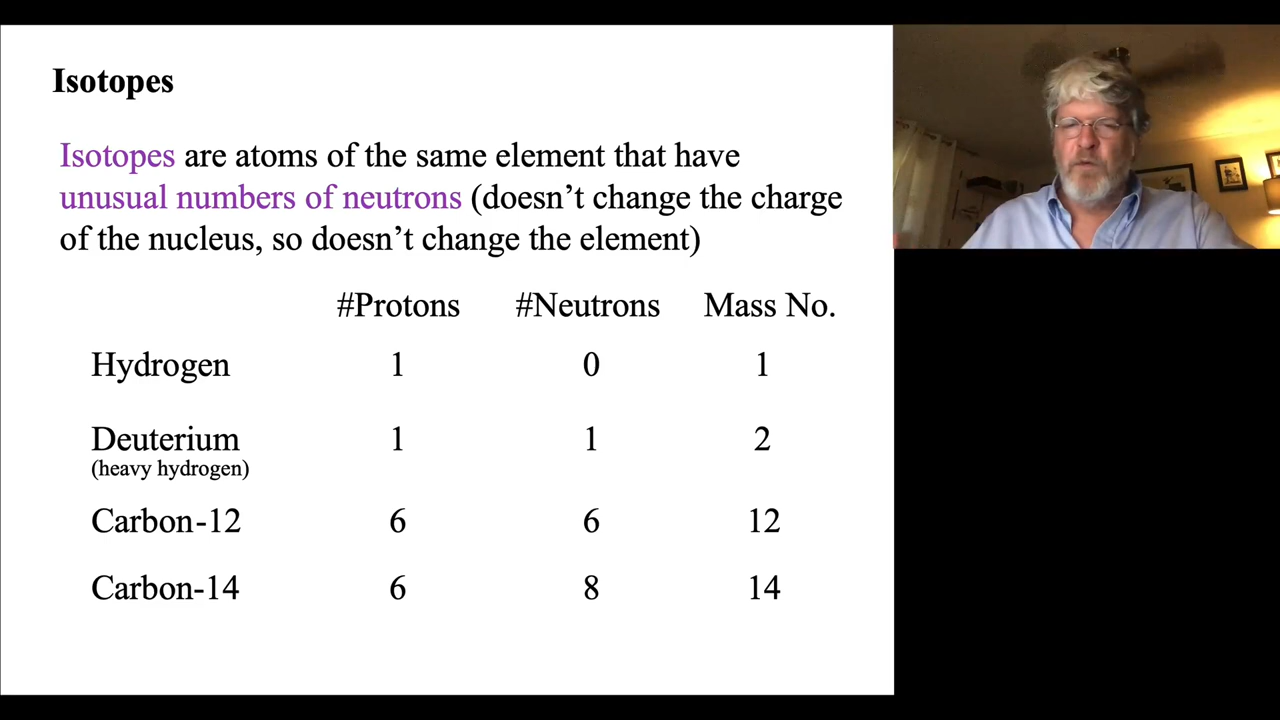 Isotopes
Isotopes are atoms of the same element that have
unusual numbers of neutrons (doesn’t change the charge
of the nucleus, so doesn’t change the element)
#Protons #Neutrons Mass No.
Hydrogen 1 0 1
Deuterium 1 1 2
(heavy hydrogen)
Carbon-12 6 6 12
Carbon-14 6 8 14